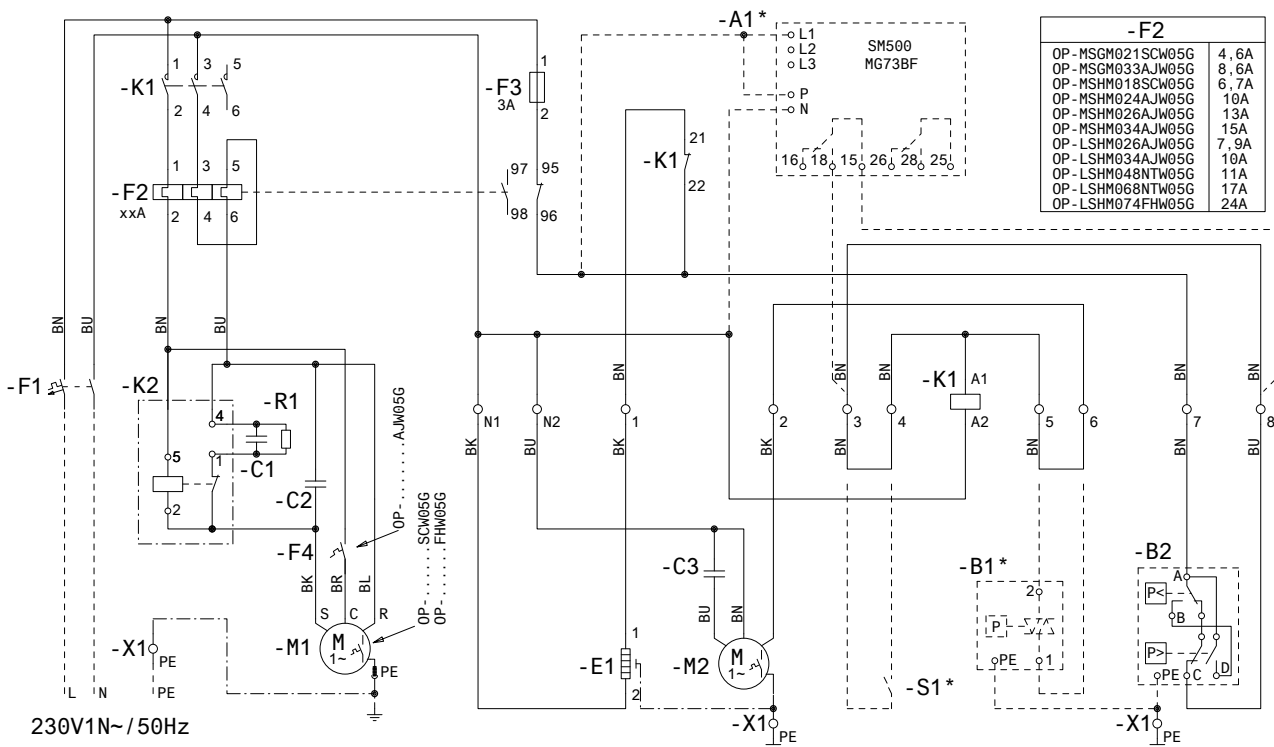 -A1*
L1
L2
L3
P
N
SM500
MG73BF
16 18 15 26 28 25
-F2
OP-MSGM021SCW05G 4,6A
OP-MSGM033AJW05G 8,6A
OP-MSHM018SCW05G 6,7A
OP-MSHM024AJW05G 10A
OP-MSHM026AJW05G 13A
OP-MSHM034AJW05G 15A
OP-LSHM026AJW05G 7,9A
OP-LSHM034AJW05G 10A
OP-LSHM048NTW05G 11A
OP-LSHM068NTW05G 17A
OP-LSHM074FHW05G 24A
-K1
1 3 5
2 4 6
-F3
3A
1
2
-K1
21
22
-F2
xxA
1 3 5
2 4 6
97 95
98 96
BN BU BN BU BN BN BN BN BN
-F1
-K2
4
5
1
2
-R1
-C1
-C2
-F4
OP-.......AJW05G
OP-.......SCW05G
OP-.......FHW05G
-K1
A1
A2
N1 N2 1 2 3 4 5 6 7 8
BK BU BK BK BN BN BN BN BU
BK BR BL
S C R
-M1
M
1~
PE
-X1
PE
L N PE
230V1N~/50Hz
-E1
1
2
-C3
BU BN
-M2
M
1~
-X1
PE
-S1*
-B1*
2
P
PE 1
-B2
A
P<
B
P>
PE C D
-X1
PE